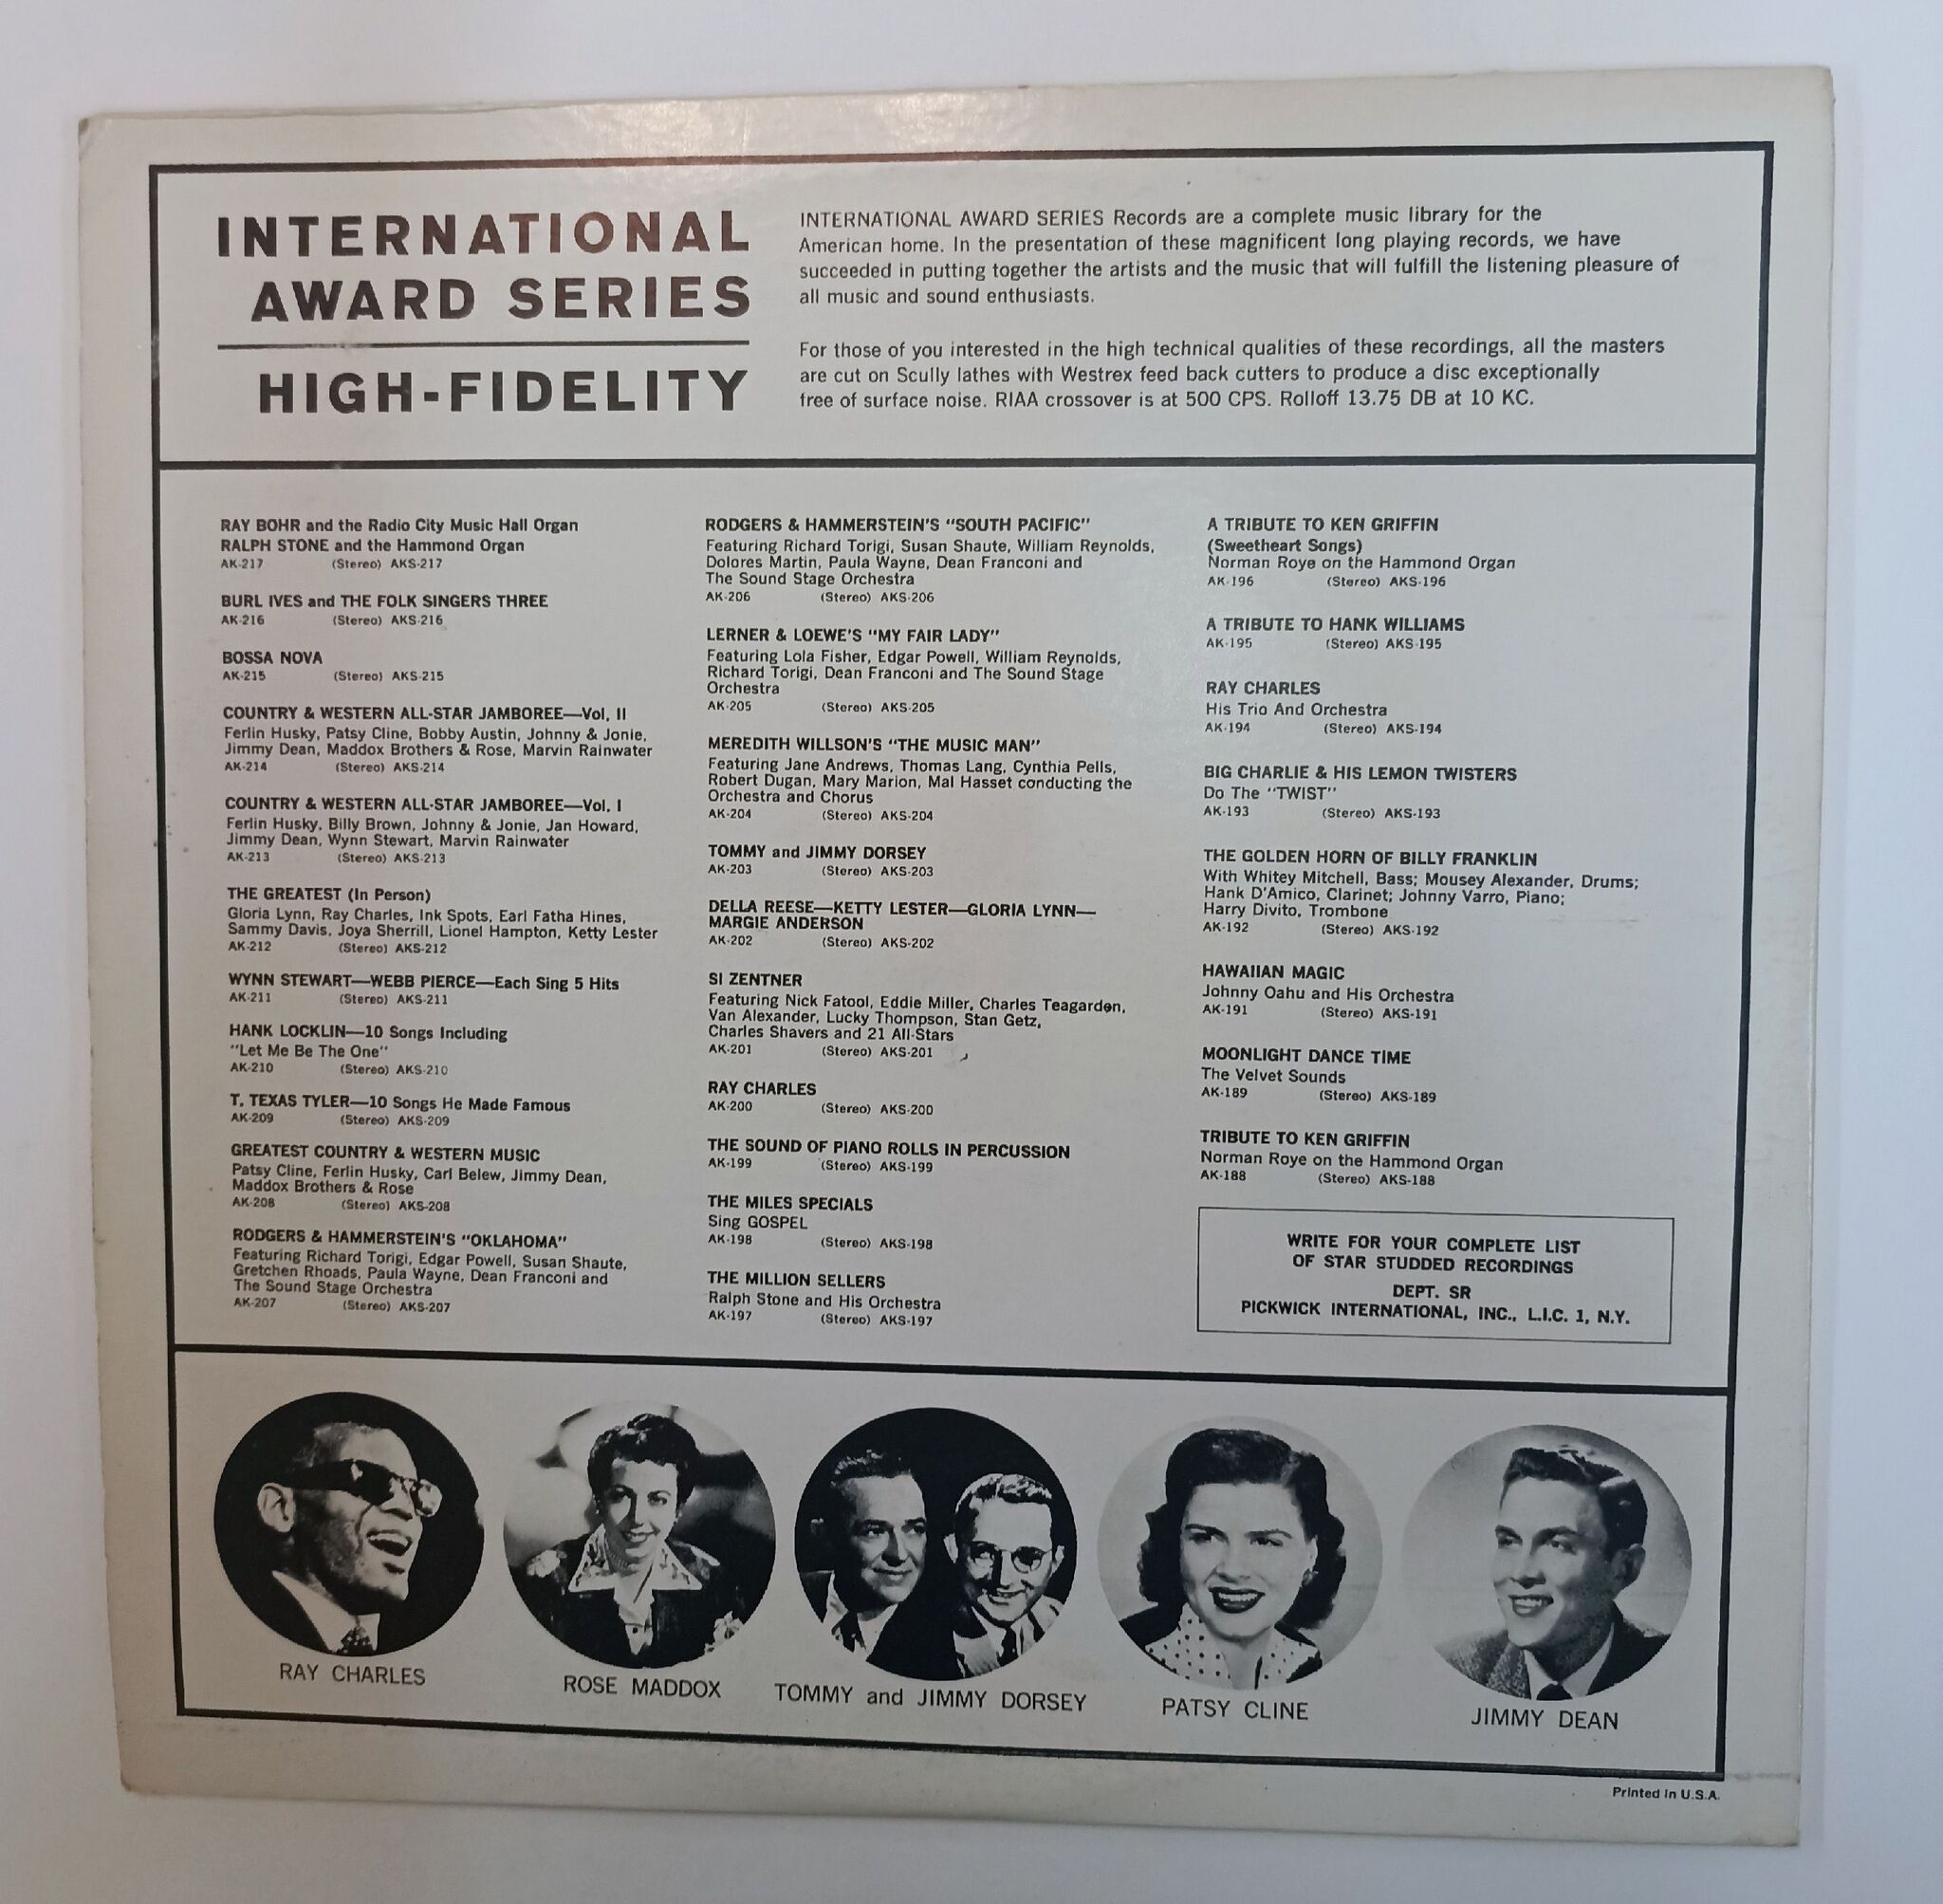 INTERNATIONAL
AWARD SERIES
HIGH-FIDELITY
INTERNATIONAL AWARD SERIES Records are a complete music library for the
American home. In the presentation of these magnificent long playing records, we have
succeeded in putting together the artists and the music that will fulfill the listening pleasure of
all music and sound enthusiasts.
For those of you interested in the high technical qualities of these recordings, all the masters
are cut on Scully lathes with Westrex feed back cutters to produce a disc exceptionally
free of surface noise. RIAA crossover is at 500 CPS. Rolloff 13.75 DB at 10 KC.
RAY BOHR and the Radio City Music Hall Organ
RALPH STONE and the Hammond Organ
AK-217 (Stereo) AKS-217
BURL IVES and THE FOLK SINGERS THREE
AK-216 (Stereo) AKS-216
BOSSA NOVA
AK-215 (Stereo) AKS-215
COUNTRY & WESTERN ALL-STAR JAMBOREE—Vol. II
Ferlin Husky, Patsy Cline, Bobby Austin, Johnny & Jonie,
Jimmy Dean, Maddox Brothers & Rose, Marvin Rainwater
AK-214 (Stereo) AKS-214
COUNTRY & WESTERN ALL-STAR JAMBOREE—Vol. I
Ferlin Husky, Billy Brown, Johnny & Jonie, Jan Howard,
Jimmy Dean, Wynn Stewart, Marvin Rainwater
AK-213 (Stereo) AKS-213
THE GREATEST (In Person)
Gloria Lynn, Ray Charles, Ink Spots, Earl Fatha Hines,
Sammy Davis, Joya Sherrill, Lionel Hampton, Ketty Lester
AK-212 (Stereo) AKS-212
WYNN STEWART—WEBB PIERCE—Each Sing 5 Hits
AK-211 (Stereo) AKS-211
HANK LOCKLIN—10 Songs Including
"Let Me Be The One"
AK-210 (Stereo) AKS-210
T. TEXAS TYLER—10 Songs He Made Famous
AK-209 (Stereo) AKS-209
GREATEST COUNTRY & WESTERN MUSIC
Patsy Cline, Ferlin Husky, Carl Belew, Jimmy Dean,
Maddox Brothers & Rose
AK-208 (Stereo) AKS-208
RODGERS & HAMMERSTEIN'S "OKLAHOMA"
Featuring Richard Torigi, Edgar Powell, Susan Shaute,
Gretchen Rhoads, Paula Wayne, Dean Franconi and
The Sound Stage Orchestra
AK-207 (Stereo) AKS-207
RODGERS & HAMMERSTEIN'S "SOUTH PACIFIC"
Featuring Richard Torigi, Susan Shaute, William Reynolds,
Dolores Martin, Paula Wayne, Dean Franconi and
The Sound Stage Orchestra
AK-206 (Stereo) AKS-206
LERNER & LOEWE'S "MY FAIR LADY"
Featuring Lola Fisher, Edgar Powell, William Reynolds,
Richard Torigi, Dean Franconi and The Sound Stage
Orchestra
AK-205 (Stereo) AKS-205
MEREDITH WILLSON'S "THE MUSIC MAN"
Featuring Jane Andrews, Thomas Lang, Cynthia Pells,
Robert Dugan, Mary Marion, Mal Hasset conducting the
Orchestra and Chorus
AK-204 (Stereo) AKS-204
TOMMY and JIMMY DORSEY
AK-203 (Stereo) AKS-203
DELLA REESE—KETTY LESTER—GLORIA LYNN—
MARGIE ANDERSON
AK-202 (Stereo) AKS-202
SI ZENTNER
Featuring Nick Fatool, Eddie Miller, Charles Teagarden,
Van Alexander, Lucky Thompson, Stan Getz,
Charles Shavers and 21 All-Stars
AK-201 (Stereo) AKS-201
RAY CHARLES
AK-200 (Stereo) AKS-200
THE SOUND OF PIANO ROLLS IN PERCUSSION
AK-199 (Stereo) AKS-199
THE MILES SPECIALS
Sing GOSPEL
AK-198 (Stereo) AKS-198
THE MILLION SELLERS
Ralph Stone and His Orchestra
AK-197 (Stereo) AKS-197
A TRIBUTE TO KEN GRIFFIN
(Sweetheart Songs)
Norman Roye on the Hammond Organ
AK-196 (Stereo) AKS-196
A TRIBUTE TO HANK WILLIAMS
AK-195 (Stereo) AKS-195
RAY CHARLES
His Trio And Orchestra
AK-194 (Stereo) AKS-194
BIG CHARLIE & HIS LEMON TWISTERS
Do The "TWIST"
AK-193 (Stereo) AKS-193
THE GOLDEN HORN OF BILLY FRANKLIN
With Whitey Mitchell, Bass; Mousey Alexander, Drums;
Hank D'Amico, Clarinet; Johnny Varro, Piano;
Harry Divito, Trombone
AK-192 (Stereo) AKS-192
HAWAIIAN MAGIC
Johnny Oahu and His Orchestra
AK-191 (Stereo) AKS-191
MOONLIGHT DANCE TIME
The Velvet Sounds
AK-189 (Stereo) AKS-189
TRIBUTE TO KEN GRIFFIN
Norman Roye on the Hammond Organ
AK-188 (Stereo) AKS-188
WRITE FOR YOUR COMPLETE LIST
OF STAR STUDDED RECORDINGS
DEPT. SR
PICKWICK INTERNATIONAL, INC., L.I.C. 1, N.Y.
RAY CHARLES
ROSE MADDOX
TOMMY and JIMMY DORSEY
PATSY CLINE
JIMMY DEAN
Printed in U.S.A.